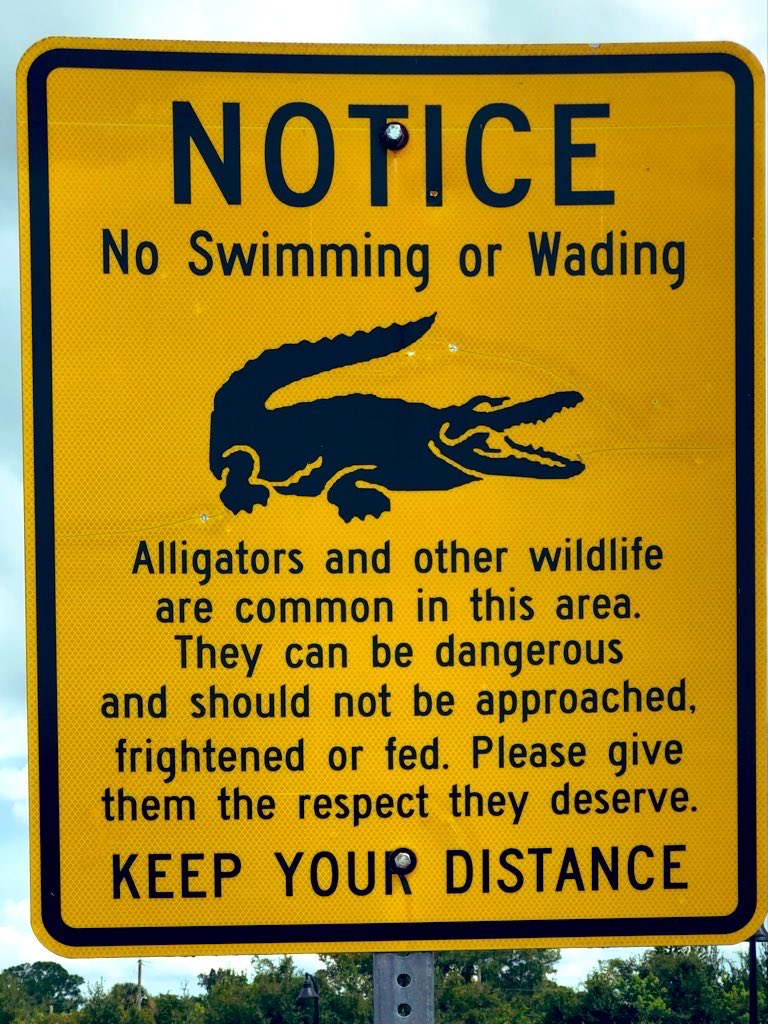 NOTICE
No Swimming or Wading
Alligators and other wildlife
are common in this area.
They can be dangerous
and should not be approached,
frightened or fed. Please give
them the respect they deserve.
KEEP YOUR DISTANCE